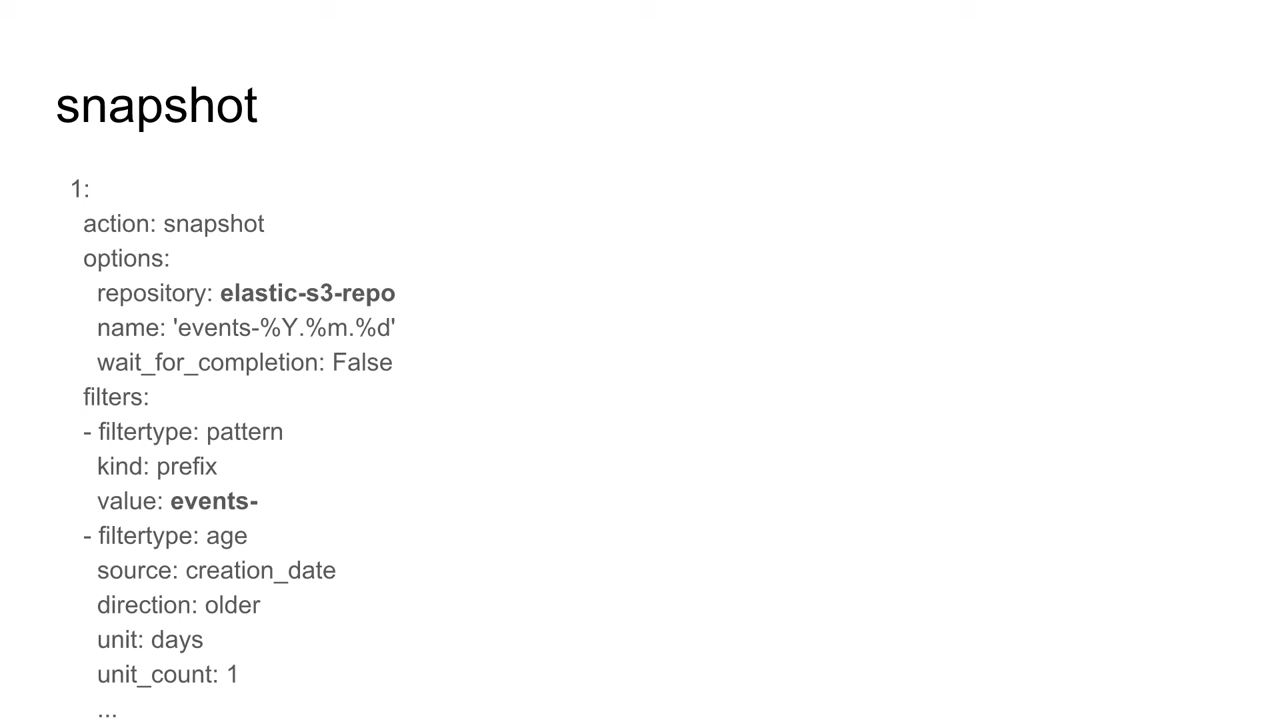 snapshot
1:
action: snapshot
options:
repository: elastic-s3-repo
name: 'events-%Y.%m.%d'
wait_for_completion: False
filters:
- filtertype: pattern
kind: prefix
value: events-
- filtertype: age
source: creation_date
direction: older
unit: days
unit_count: 1
...